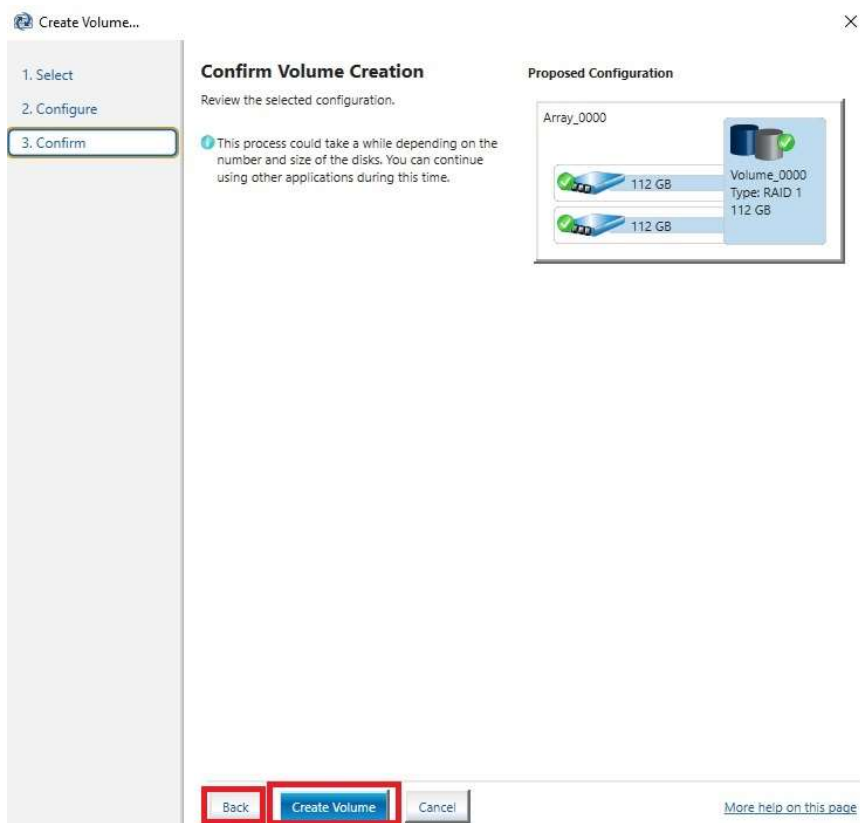 Create Volume...
1. Select
2. Configure
3. Confirm
Confirm Volume Creation
Review the selected configuration.
This process could take a while depending on the
number and size of the disks. You can continue
using other applications during this time.
Proposed Configuration
Array_0000
112 GB
112 GB
Volume_0000
Type: RAID 1
112 GB
Back
Create Volume
Cancel
More help on this page